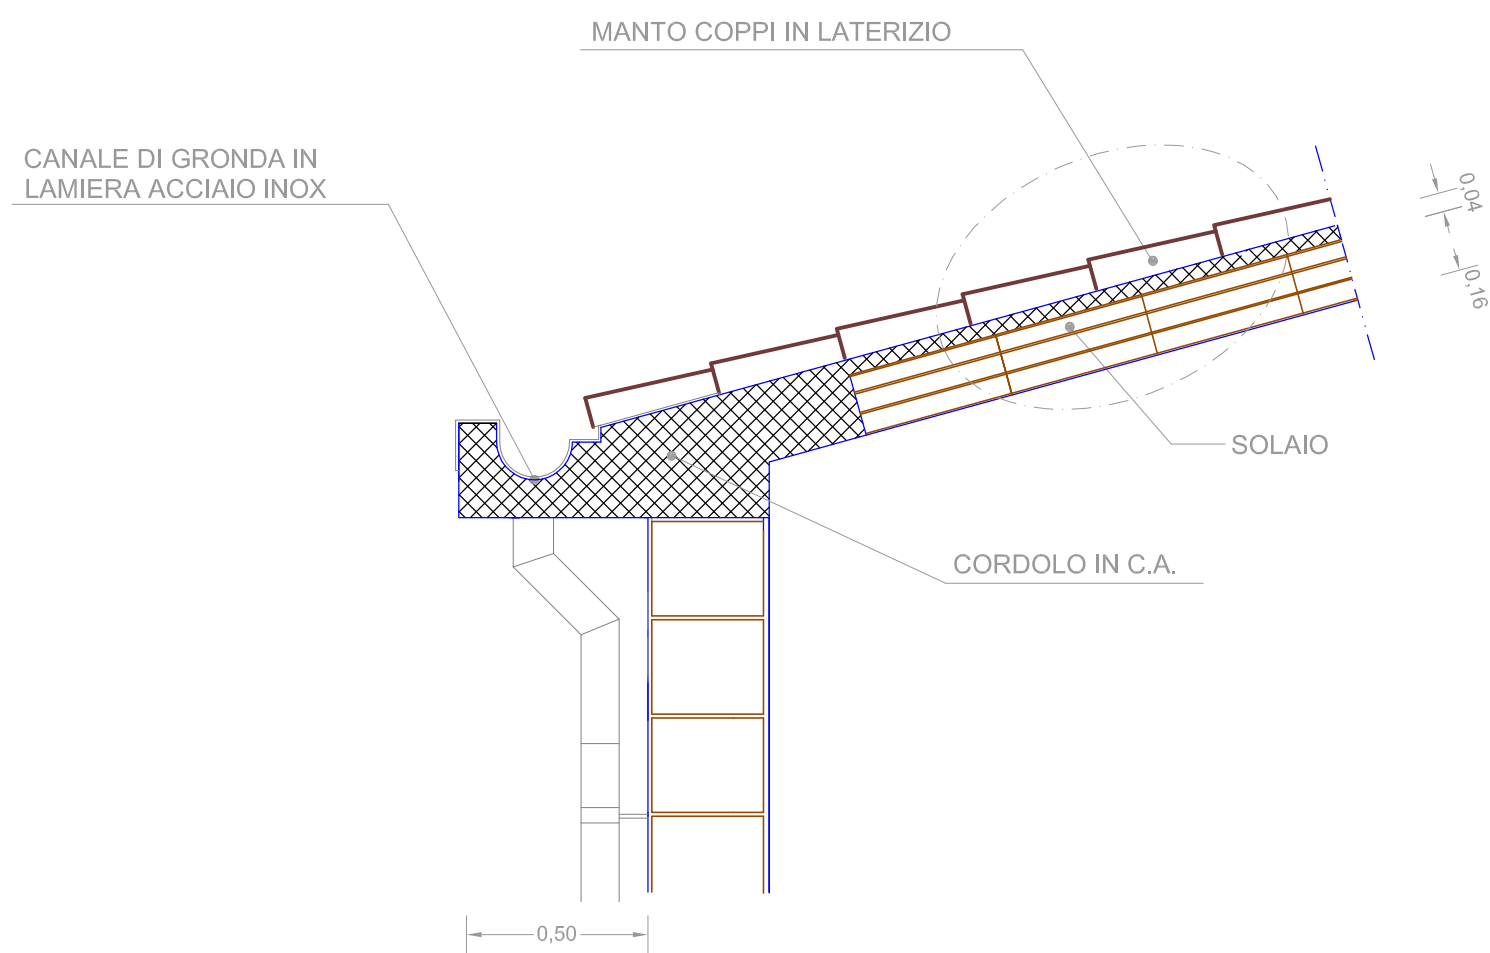 MANTO COPPI IN LATERIZIO
CANALE DI GRONDA IN
LAMIERA ACCIAIO INOX
0,04
0,16
SOLAIO
CORDOLO IN C.A.
0,50